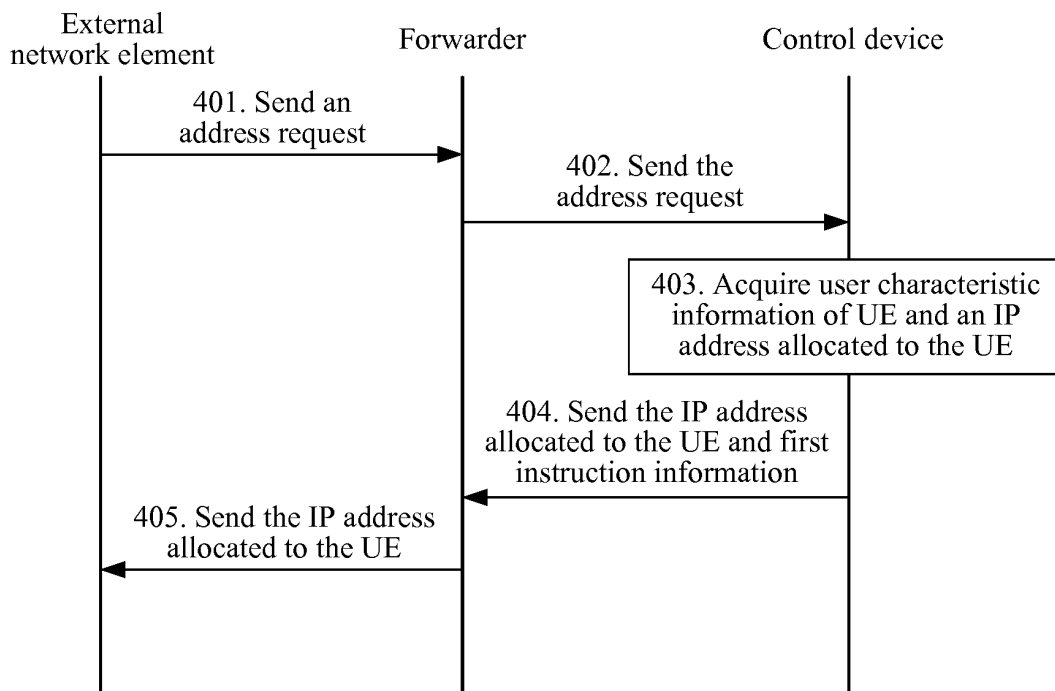 External
network element
Forwarder
Control device
401. Send an
address request
402. Send the
address request
403. Acquire user characteristic
information of UE and an IP
address allocated to the UE
404. Send the IP address
allocated to the UE and first
instruction information
405. Send the IP address
allocated to the UE